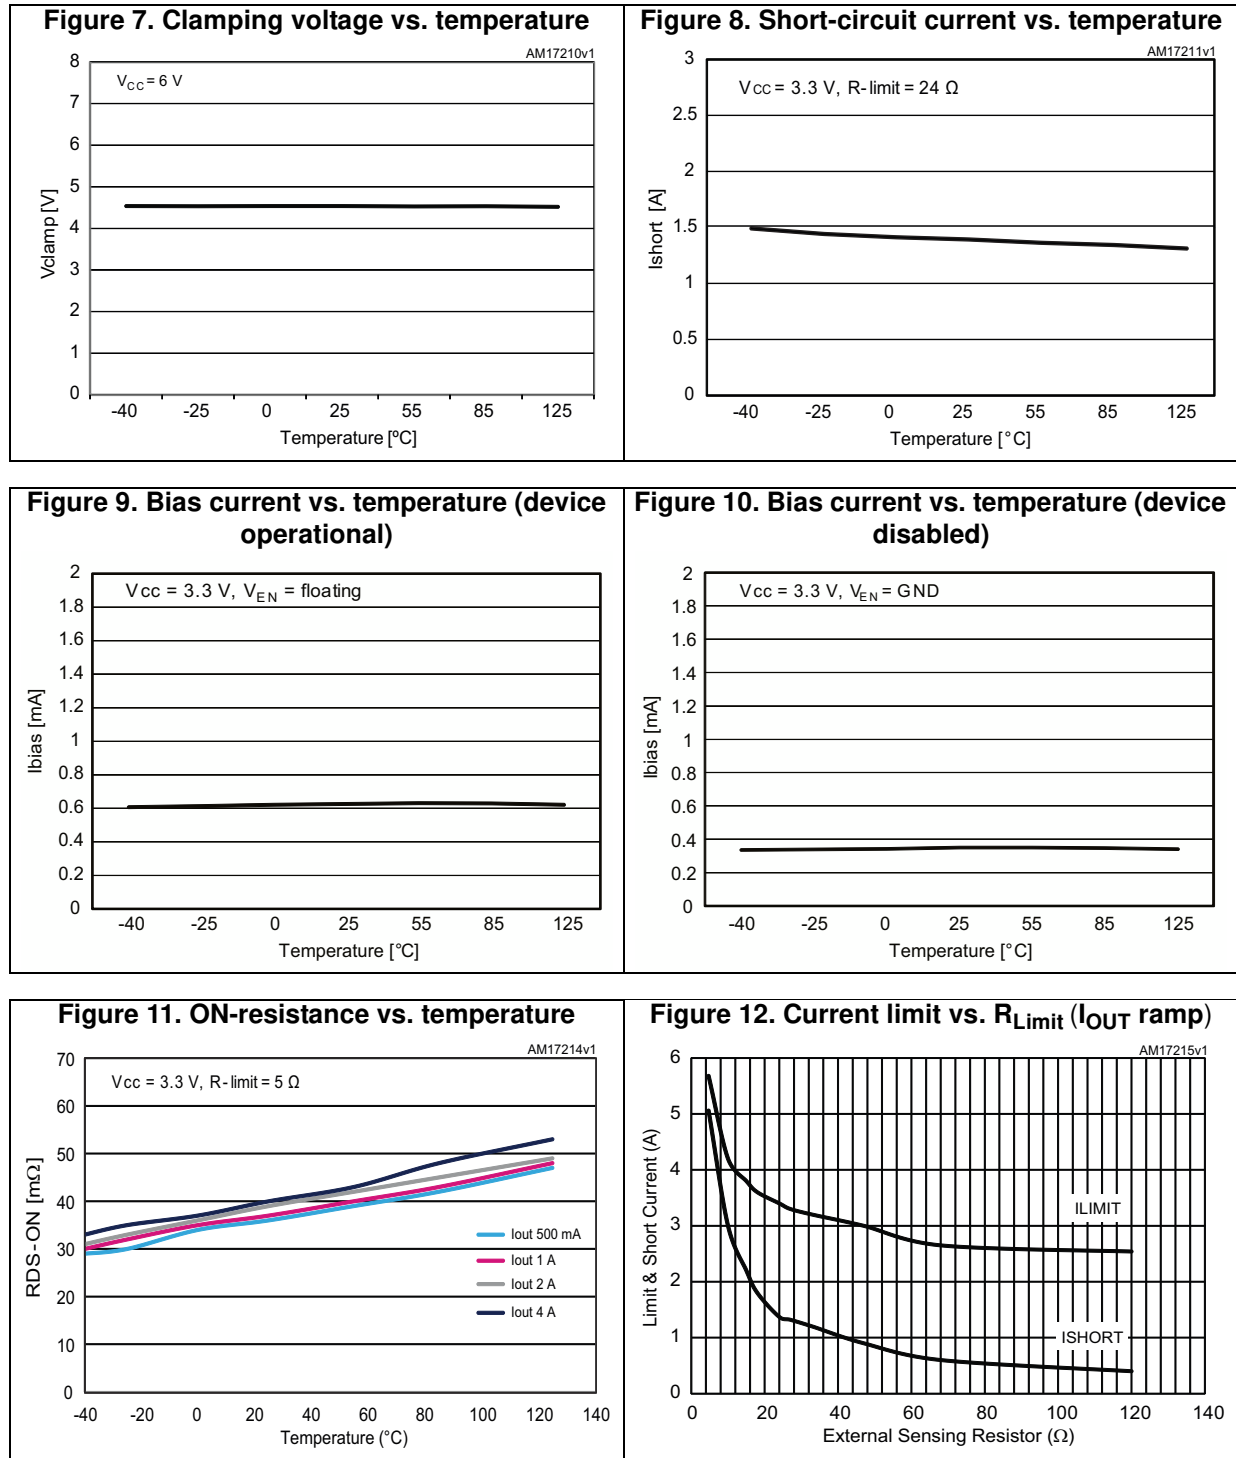 Figure 7. Clamping voltage vs. temperature
AM17210v1
VCC = 6 V
8
7
6
5
4
3
2
1
0
Vclamp [V]
-40 -25 0 25 55 85 125
Temperature [ºC]
Figure 8. Short-circuit current vs. temperature
AM17211v1
Vcc = 3.3 V, R-limit = 24 Ω
3
2.5
2
1.5
1
0.5
0
Ishort [A]
-40 -25 0 25 55 85 125
Temperature [°C]
Figure 9. Bias current vs. temperature (device
operational)
Vcc = 3.3 V, VEN = floating
2
1.8
1.6
1.4
1.2
1
0.8
0.6
0.4
0.2
0
Ibias [mA]
-40 -25 0 25 55 85 125
Temperature [°C]
Figure 10. Bias current vs. temperature (device
disabled)
Vcc = 3.3 V, VEN = GND
2
1.8
1.6
1.4
1.2
1
0.8
0.6
0.4
0.2
0
Ibias [mA]
-40 -25 0 25 55 85 125
Temperature [°C]
Figure 11. ON-resistance vs. temperature
AM17214v1
Vcc = 3.3 V, R-limit = 5 Ω
70
60
50
40
30
20
10
0
RDS-ON [mΩ]
Iout 500 mA
Iout 1 A
Iout 2 A
Iout 4 A
-40 -20 0 20 40 60 80 100 120 140
Temperature (°C)
Figure 12. Current limit vs. RLimit (IOUT ramp)
AM17215v1
6
5
4
3
2
1
0
Limit & Short Current (A)
ILIMIT
ISHORT
0 20 40 60 80 100 120 140
External Sensing Resistor (Ω)